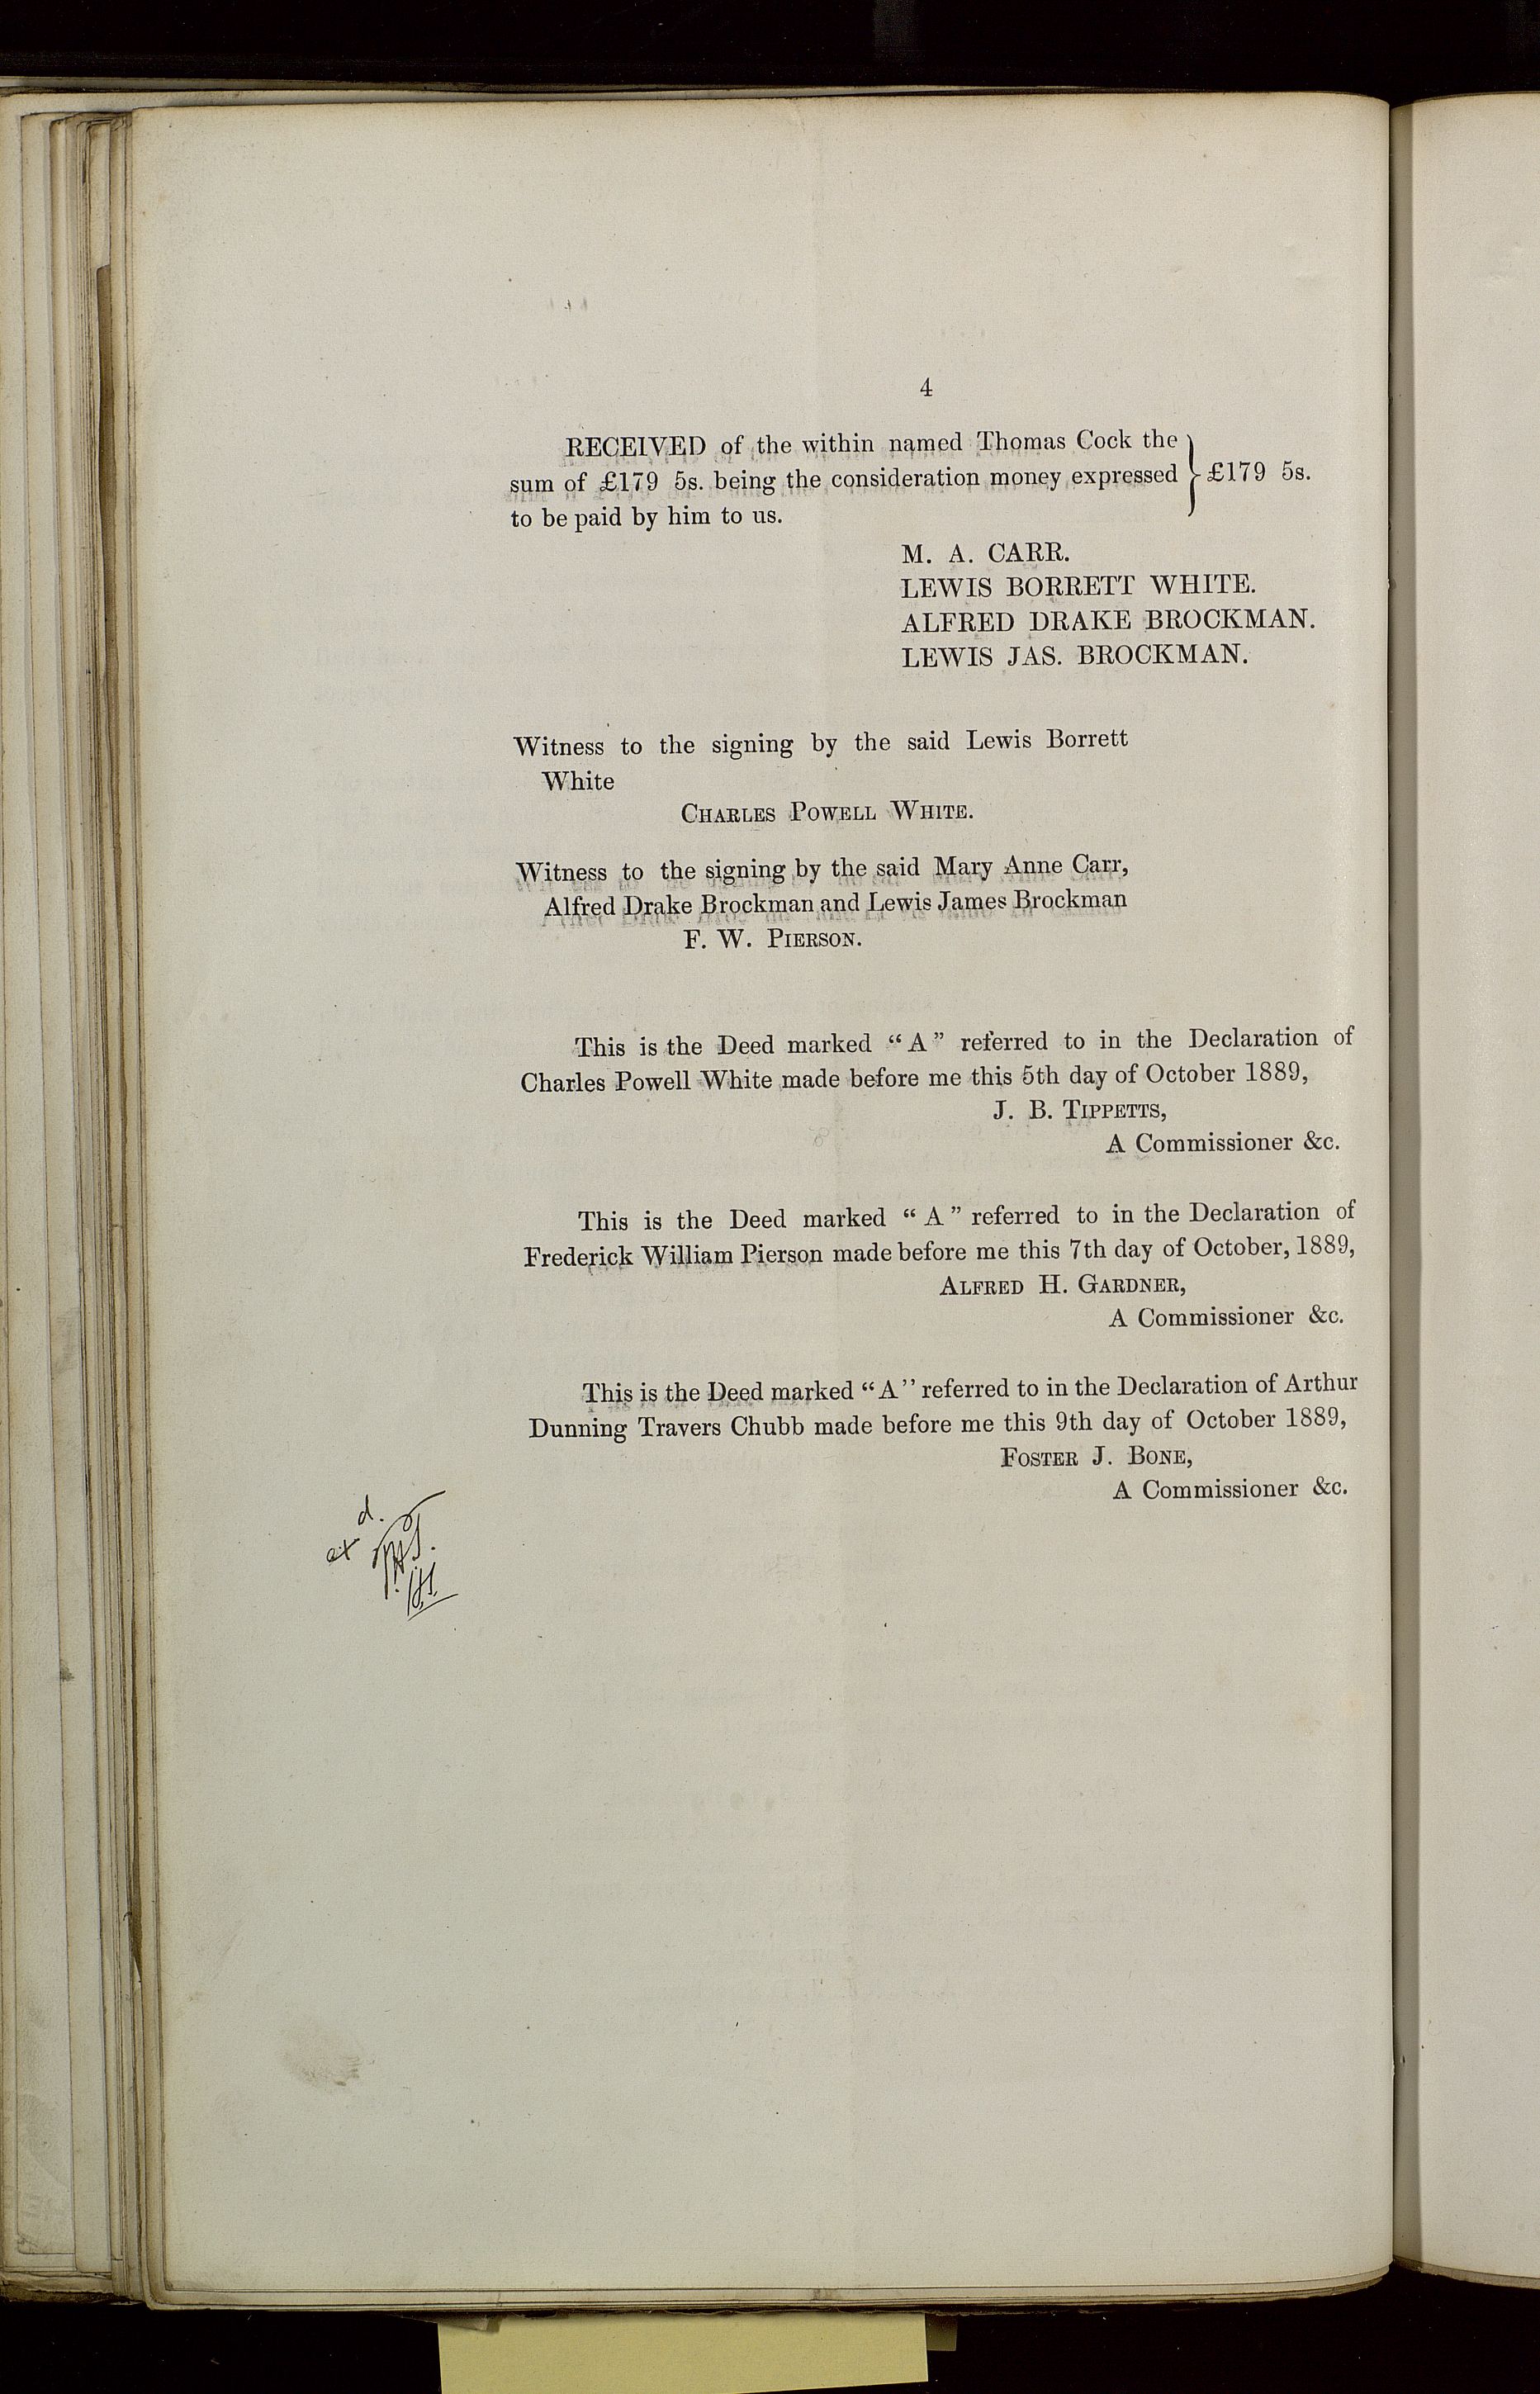 4
RECEIVED of the within named Thomas Cock the
sum of £179 5s. being the consideration money expressed } £179 5s.
to be paid by him to us.
M. A. CARR.
LEWIS BORRETT WHITE.
ALFRED DRAKE BROCKMAN.
LEWIS JAS. BROCKMAN.
Witness to the signing by the said Lewis Borrett
White
CHARLES POWELL WHITE.
Witness to the signing by the said Mary Anne Carr,
Alfred Drake Brockman and Lewis James Brockman
F. W. PIERSON.
This is the Deed marked “A” referred to in the Declaration of
Charles Powell White made before me this 5th day of October 1889,
J. B. TIPPETTS,
A Commissioner &c.
This is the Deed marked “A” referred to in the Declaration of
Frederick William Pierson made before me this 7th day of October, 1889,
ALFRED H. GARDNER,
A Commissioner &c.
This is the Deed marked “A” referred to in the Declaration of Arthur
Dunning Travers Chubb made before me this 9th day of October 1889,
FOSTER J. BONE,
A Commissioner &c.
exd.